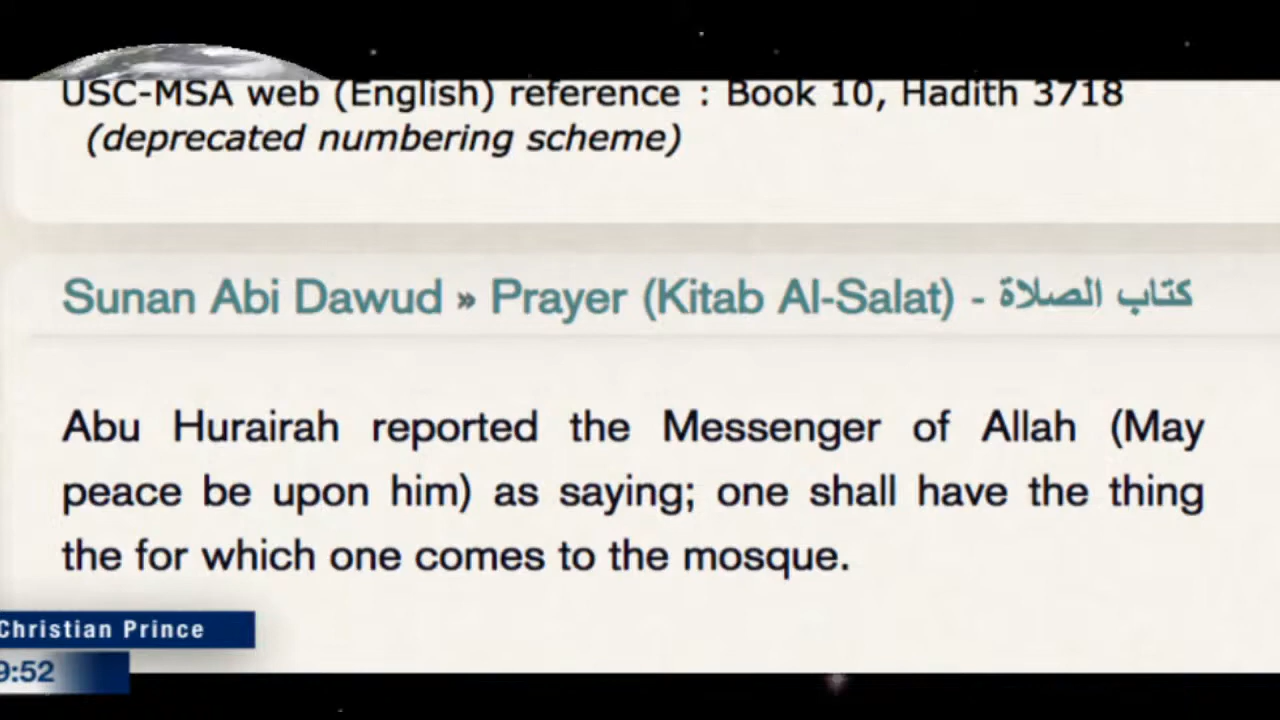 USC-MSA web (English) reference : Book 10, Hadith 3718
(deprecated numbering scheme)
Sunan Abi Dawud » Prayer (Kitab Al-Salat) - كتاب الصلاة
Abu Hurairah reported the Messenger of Allah (May
peace be upon him) as saying; one shall have the thing
the for which one comes to the mosque.
Christian Prince
9:52